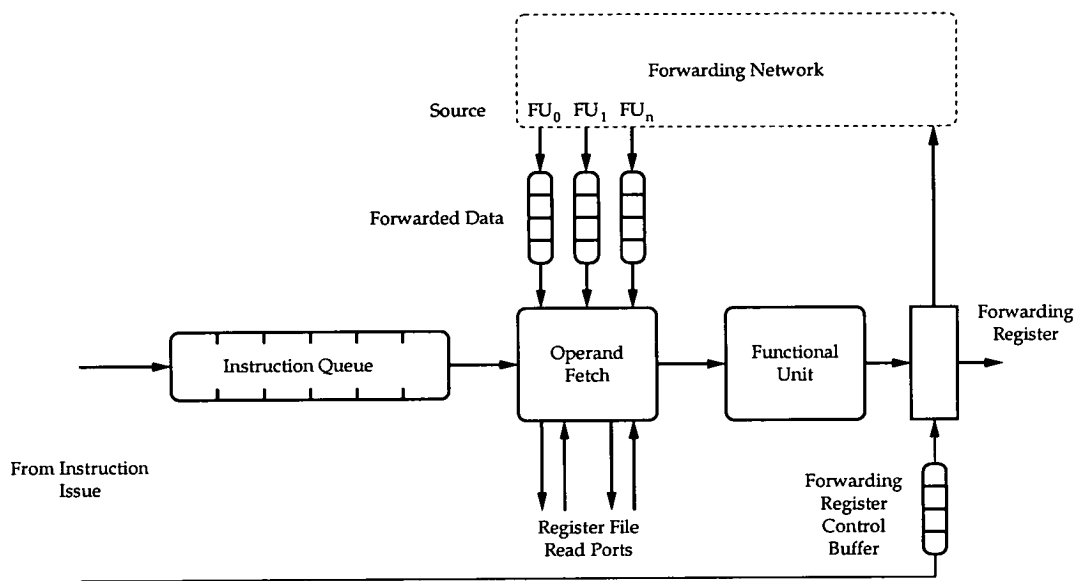 Forwarding Network
Source FU0 FU1 FUn
Forwarded Data
Forwarding
Register
Instruction Queue
Operand
Fetch
Functional
Unit
From Instruction
Issue
Register File
Read Ports
Forwarding
Register
Control
Buffer